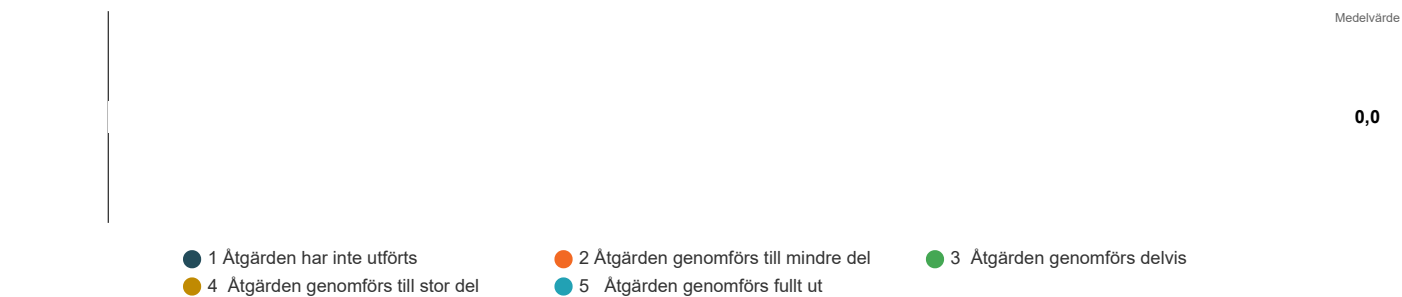 Medelvärde
0,0
1 Åtgärden har inte utförts 2 Åtgärden genomförs till mindre del 3 Åtgärden genomförs delvis
4 Åtgärden genomförs till stor del 5 Åtgärden genomförs fullt ut